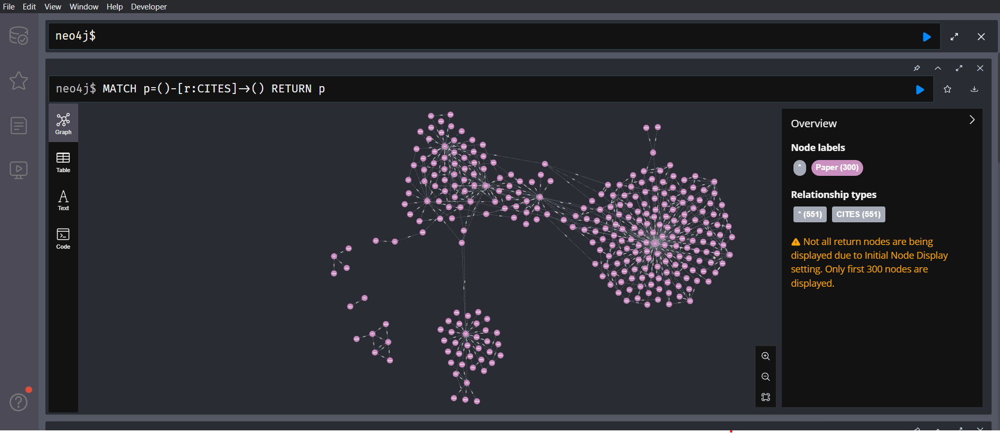 File Edit View Window Help Developer
neo4j$
neo4j$ MATCH p=()-[r:CITES]->() RETURN p
Graph
Table
Text
Code
Overview
Node labels
* Paper (300)
Relationship types
* (551) CITES (551)
Not all return nodes are being
displayed due to Initial Node Display
setting. Only first 300 nodes are
displayed.